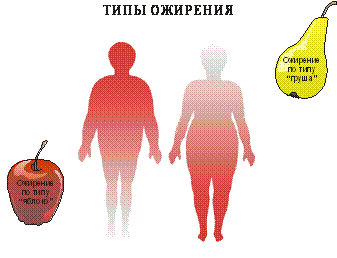 ТИПЫ ОЖИРЕНИЯ
Ожирение
по типу
"груша"
Ожирение
по типу
"яблоко"